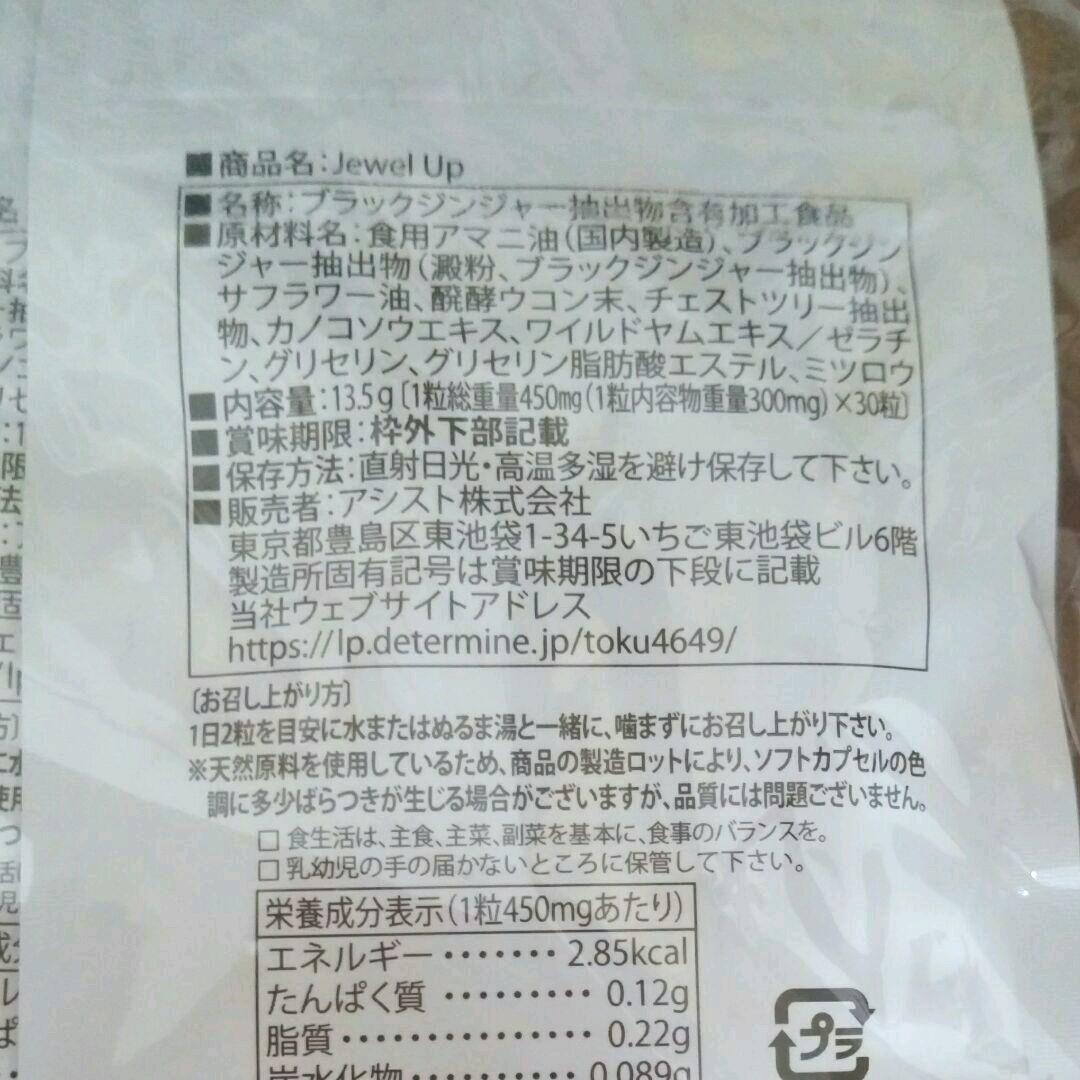 ■商品名：Jewel Up
■名称：ブラックジンジャー抽出物含有加工食品
■原材料名：食用アマニ油（国内製造）、ブラックジン
ジャー抽出物（澱粉、ブラックジンジャー抽出物）、
サフラワー油、醗酵ウコン末、チェストツリー抽出
物、カノコソウエキス、ワイルドヤムエキス／ゼラチ
ン、グリセリン、グリセリン脂肪酸エステル、ミツロウ
■内容量：13.5g〔1粒総重量450mg（1粒内容物重量300mg）×30粒〕
■賞味期限：枠外下部記載
■保存方法：直射日光・高温多湿を避け保存して下さい。
■販売者：アシスト株式会社
東京都豊島区東池袋1-34-5いちご東池袋ビル6階
製造所固有記号は賞味期限の下段に記載
当社ウェブサイトアドレス
https://lp.determine.jp/toku4649/
〔お召し上がり方〕
1日2粒を目安に水またはぬるま湯と一緒に、噛まずにお召し上がり下さい。
※天然原料を使用しているため、商品の製造ロットにより、ソフトカプセルの色
調に多少ばらつきが生じる場合がございますが、品質には問題ございません。
□食生活は、主食、主菜、副菜を基本に、食事のバランスを。
□乳幼児の手の届かないところに保管して下さい。
栄養成分表示（1粒450mgあたり）
エネルギー・・・・・・・2.85kcal
たんぱく質・・・・・・・・・0.12g
脂質・・・・・・・・・・・・・0.22g
炭水化物・・・・・・・・・・0.089g
プラ